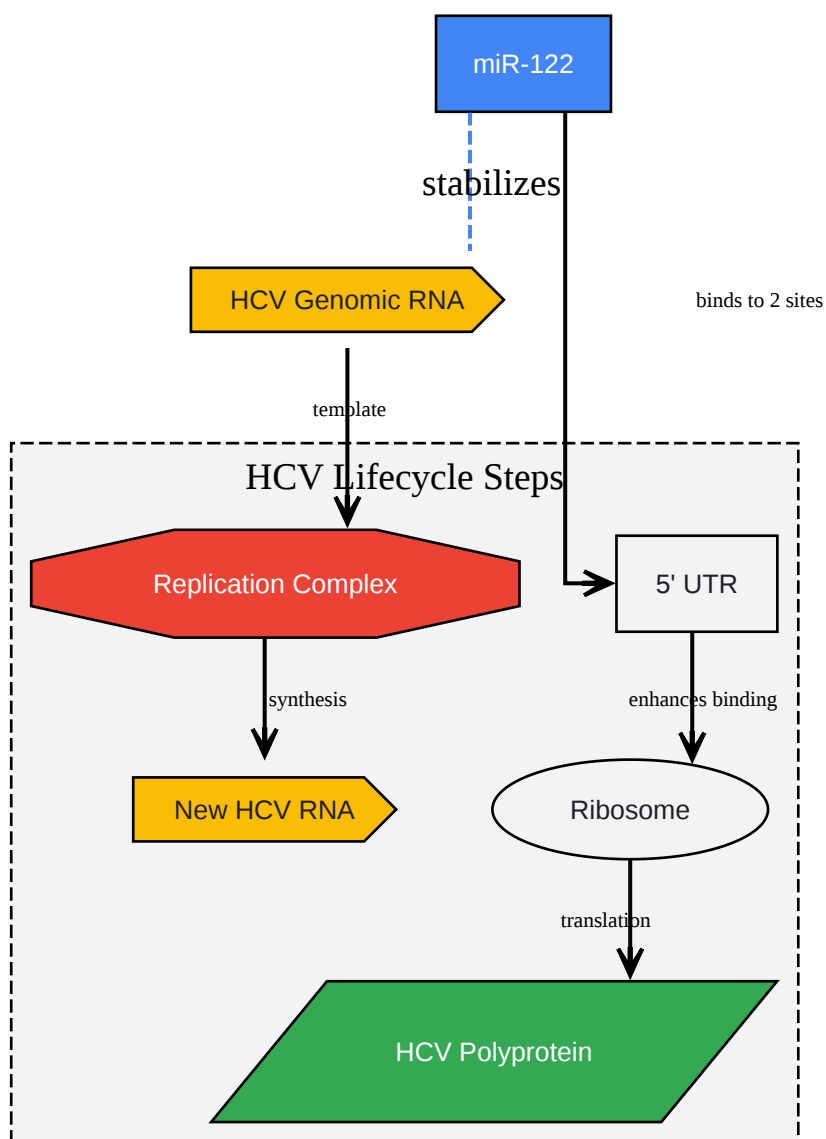 miR-122
stabilizes
HCV Genomic RNA
binds to 2 sites
template
HCV Lifecycle Steps
Replication Complex
5' UTR
synthesis
enhances binding
New HCV RNA
Ribosome
translation
HCV Polyprotein